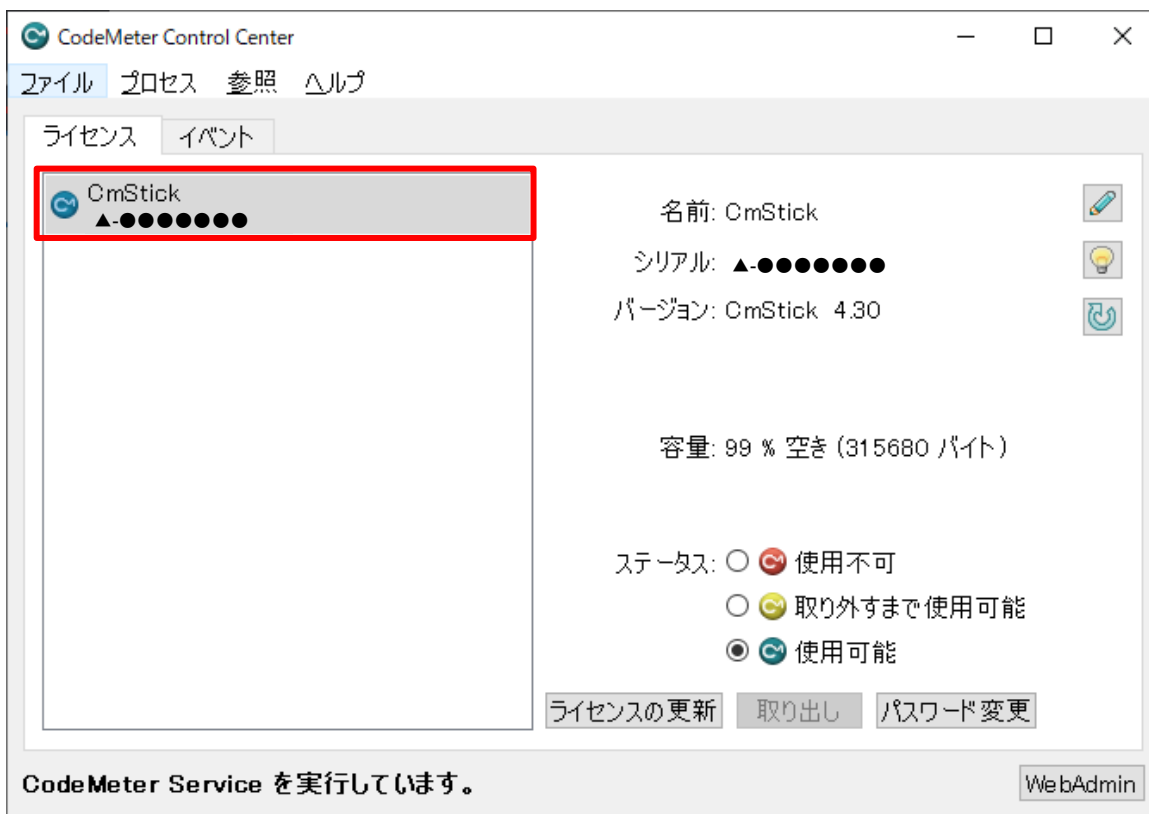 CodeMeter Control Center
ファイル プロセス 参照 ヘルプ
ライセンス イベント
CmStick
▲-●●●●●●●
名前: CmStick
シリアル: ▲-●●●●●●●
バージョン: CmStick 4.30
容量: 99 % 空き (315680 バイト)
ステータス: 使用不可
取り外すまで使用可能
使用可能
ライセンスの更新 取り出し パスワード変更
CodeMeter Service を実行しています。 WebAdmin